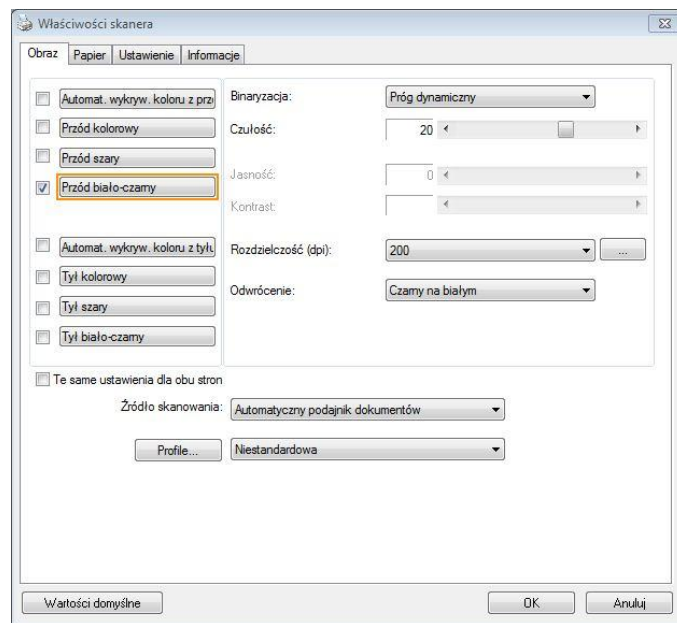 Właściwości skanera
Obraz Papier Ustawienie Informacje
Automat. wykryw. koloru z prze
Przód kolorowy
Przód szary
Przód biało-czarny
Automat. wykryw. koloru z tyłu
Tył kolorowy
Tył szary
Tył biało-czarny
Binaryzacja: Próg dynamiczny
Czułość: 20
Jasność: 0
Kontrast:
Rozdzielczość (dpi): 200 ...
Odwrócenie: Czarny na białym
Te same ustawienia dla obu stron
Źródło skanowania: Automatyczny podajnik dokumentów
Profile... Niestandardowa
Wartości domyślne OK Anuluj